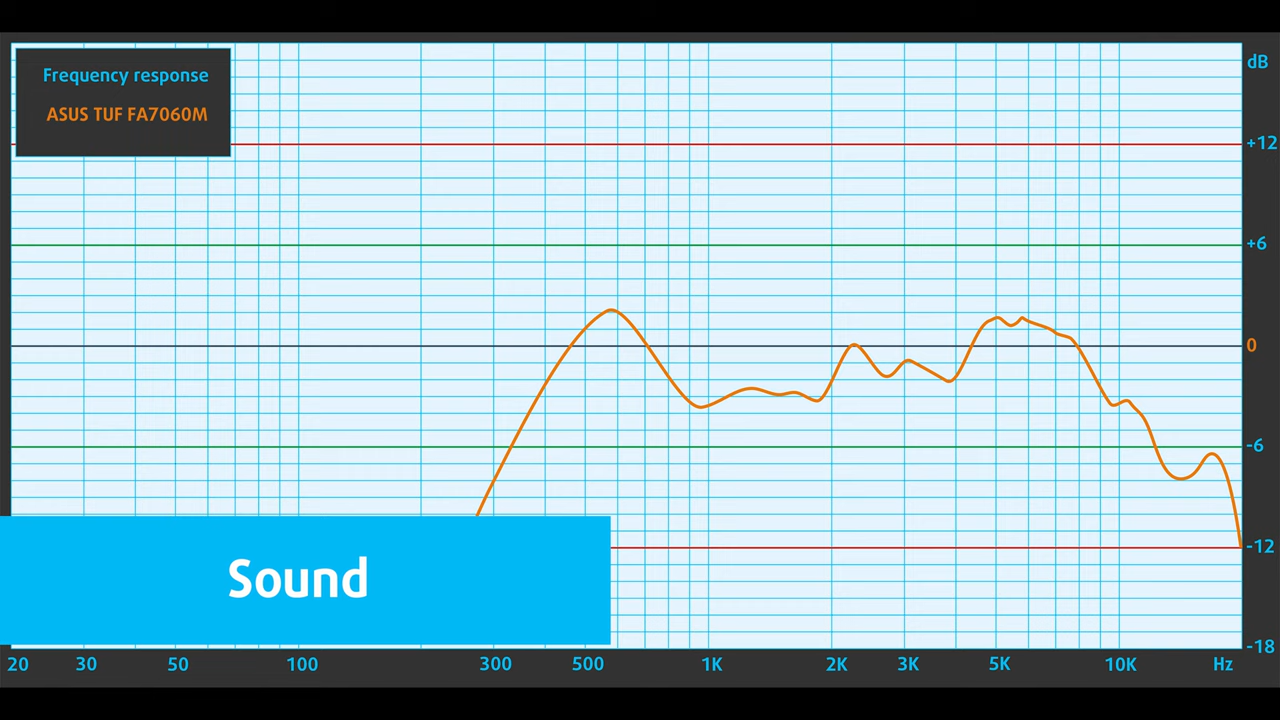 Frequency response
ASUS TUF FA7060M
dB
+12
+6
0
-6
-12
-18
Sound
20 30 50 100 300 500 1K 2K 3K 5K 10K Hz